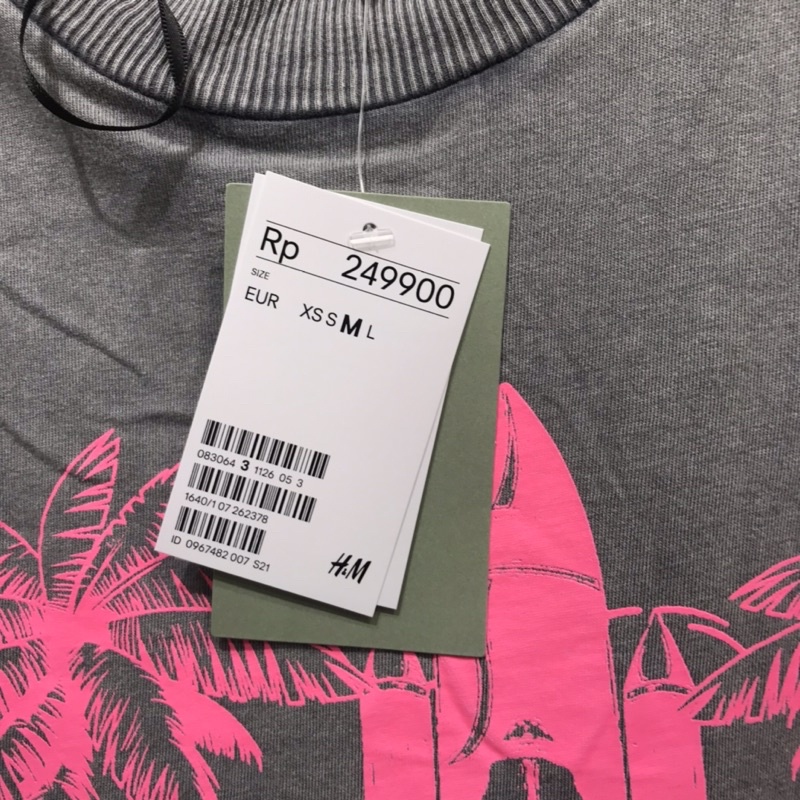 Rp 249900
SIZE
EUR XS S M L
083064 3 1126 05 3
1640/1 07 262378
ID 0967482 007 S21
H&M